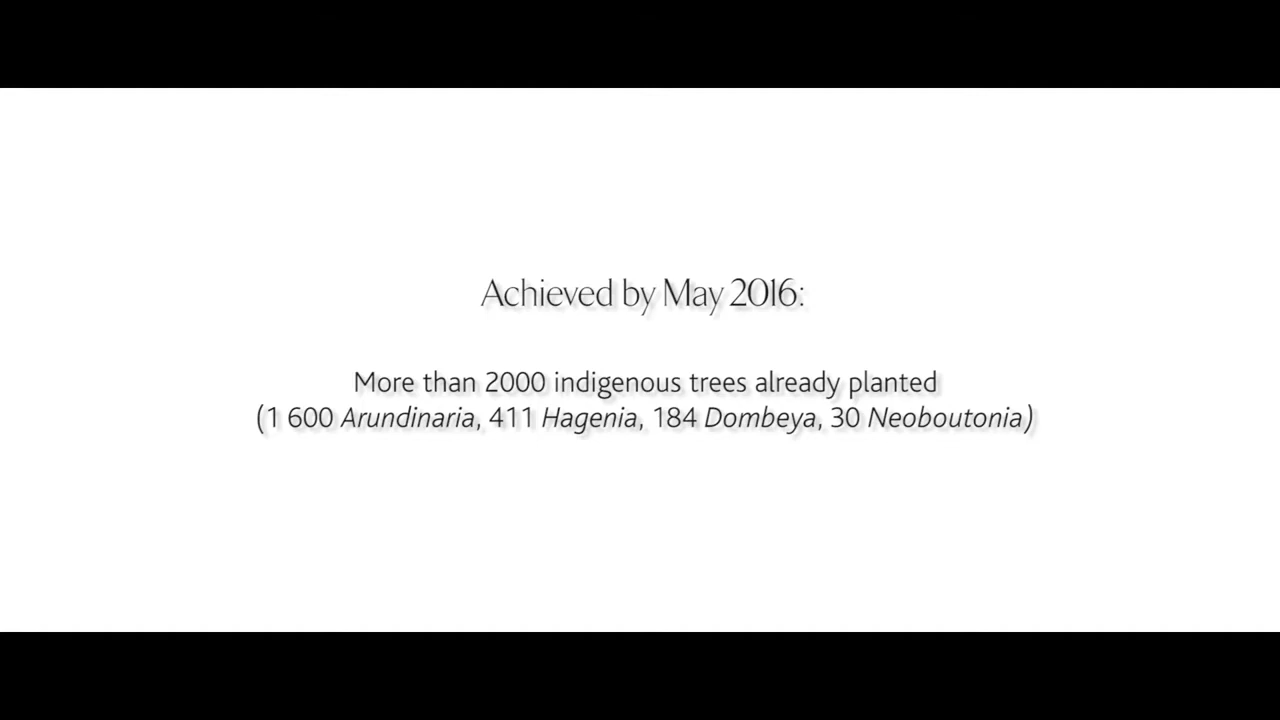 Achieved by May 2016:
More than 2000 indigenous trees already planted
(1 600 Arundinaria, 411 Hagenia, 184 Dombeya, 30 Neoboutonia)